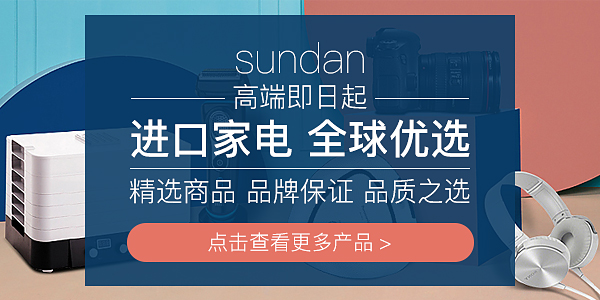 sundan
高端即日起
进口家电 全球优选
精选商品 品牌保证 品质之选
点击查看更多产品 >